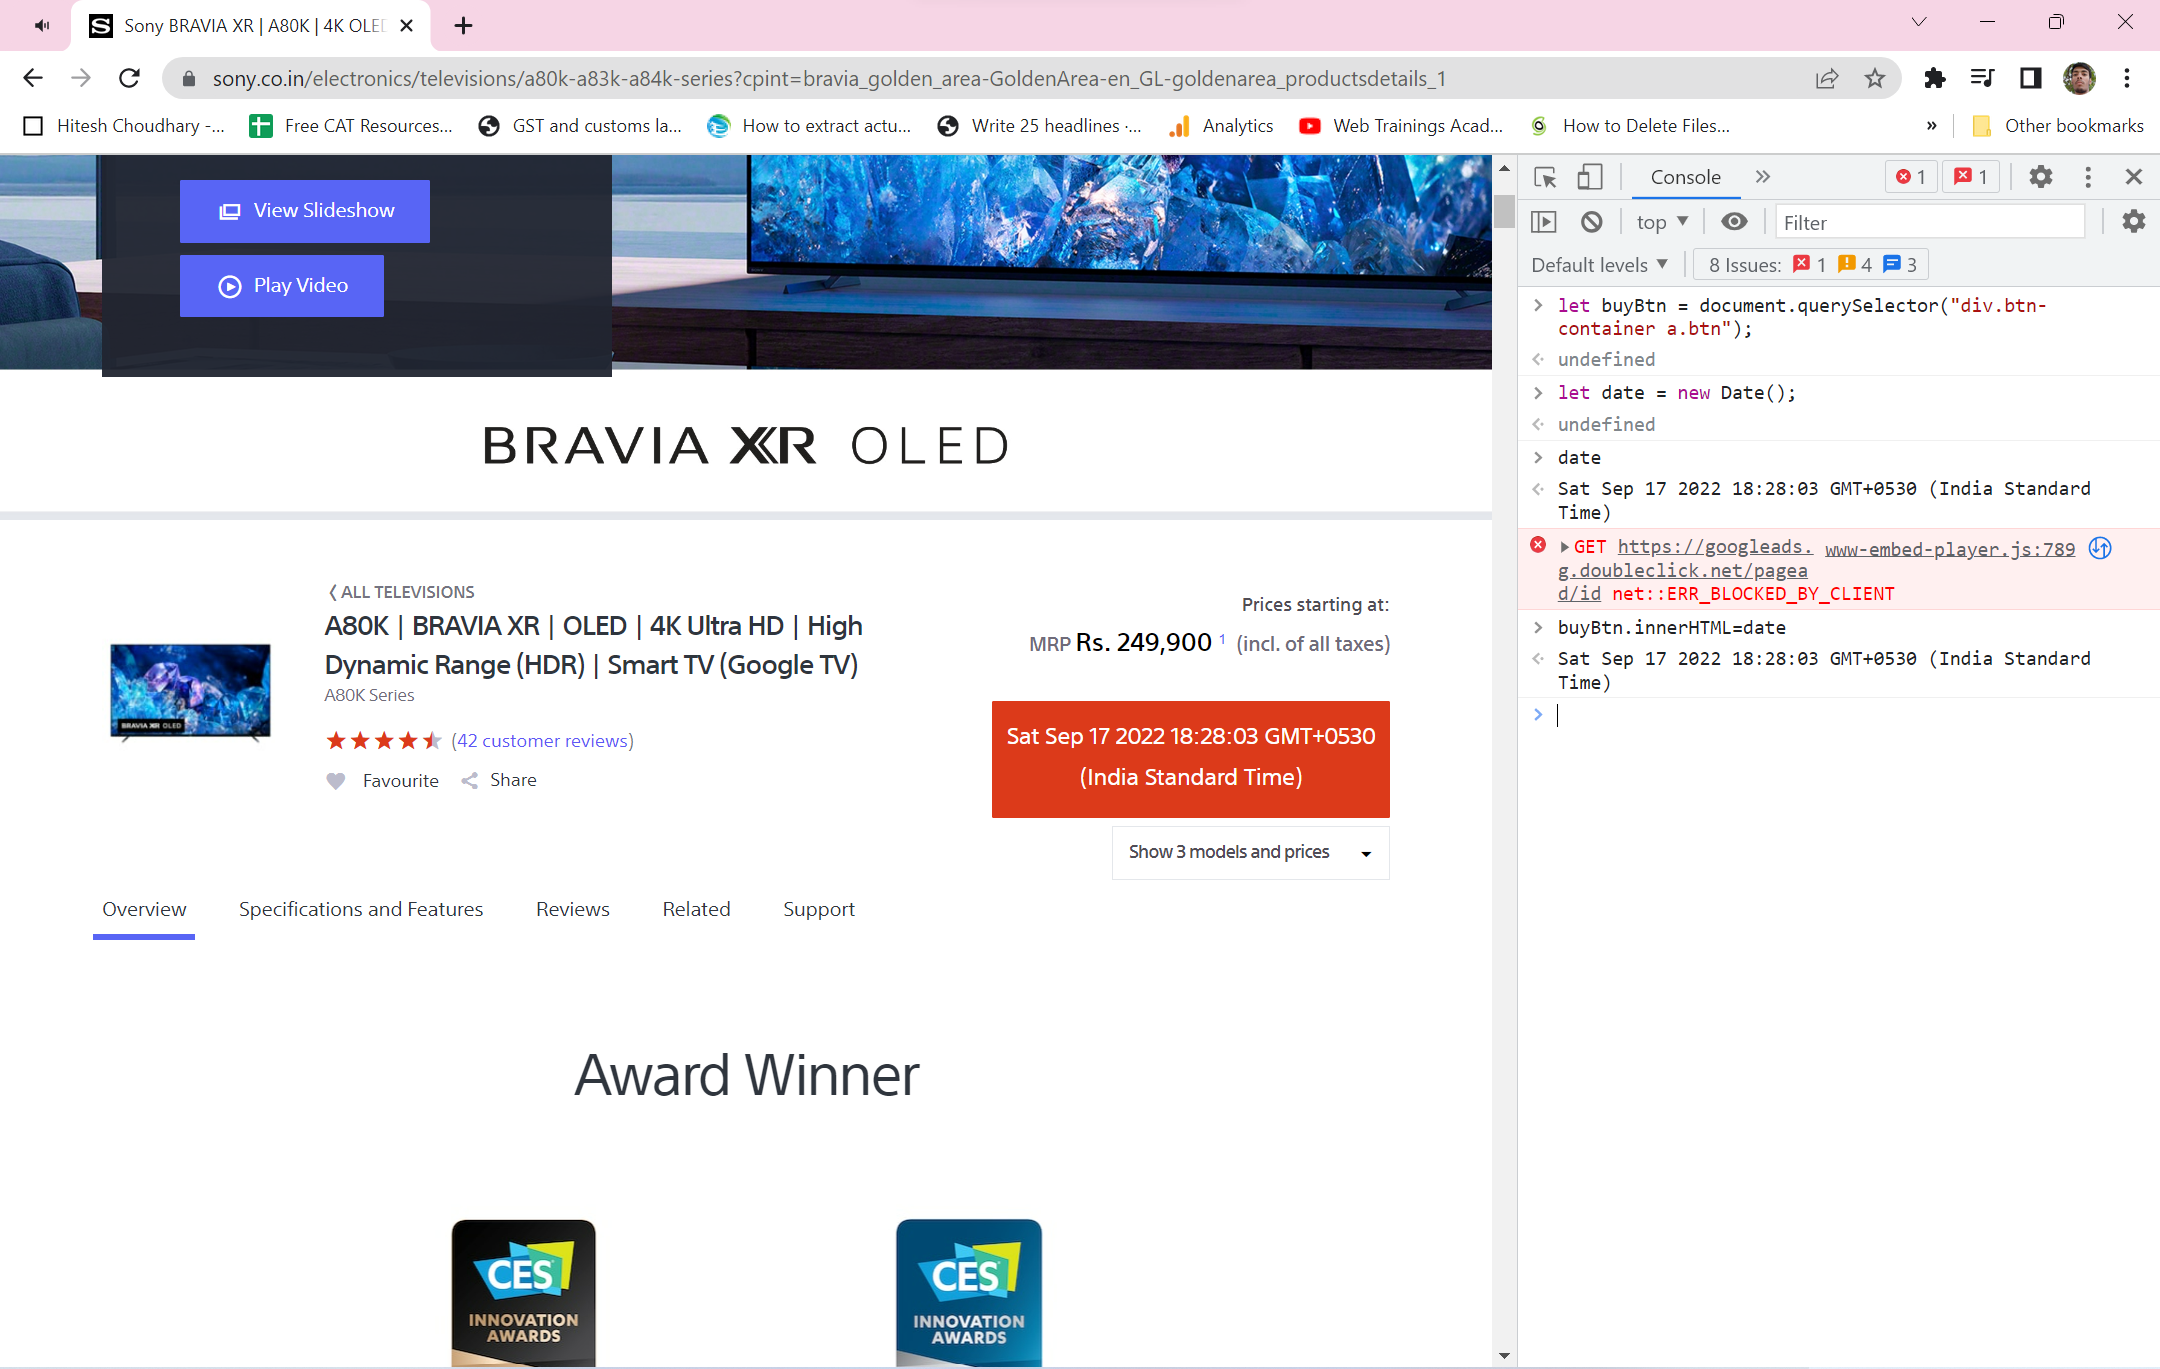 Sony BRAVIA XR | A80K | 4K OLED
sony.co.in/electronics/televisions/a80k-a83k-a84k-series?cpint=bravia_golden_area-GoldenArea-en_GL-goldenarea_productsdetails_1
Hitesh Choudhary -... Free CAT Resources... GST and customs la... How to extract actu... Write 25 headlines ·... Analytics Web Trainings Acad... How to Delete Files... » Other bookmarks
View Slideshow
Play Video
BRAVIA XR OLED
ALL TELEVISIONS
A80K | BRAVIA XR | OLED | 4K Ultra HD | High
Dynamic Range (HDR) | Smart TV (Google TV)
A80K Series
(42 customer reviews)
Favourite Share
BRAVIA XR OLED
Prices starting at:
MRP Rs. 249,900 1 (incl. of all taxes)
Sat Sep 17 2022 18:28:03 GMT+0530
(India Standard Time)
Show 3 models and prices
Overview Specifications and Features Reviews Related Support
Award Winner
CES
INNOVATION
AWARDS
CES
INNOVATION
AWARDS
Console » 1 1
top Filter
Default levels 8 Issues: 1 4 3
let buyBtn = document.querySelector("div.btn-
container a.btn");
undefined
let date = new Date();
undefined
date
Sat Sep 17 2022 18:28:03 GMT+0530 (India Standard
Time)
GET https://googleads. www-embed-player.js:789
g.doubleclick.net/pagea
d/id net::ERR_BLOCKED_BY_CLIENT
buyBtn.innerHTML=date
Sat Sep 17 2022 18:28:03 GMT+0530 (India Standard
Time)